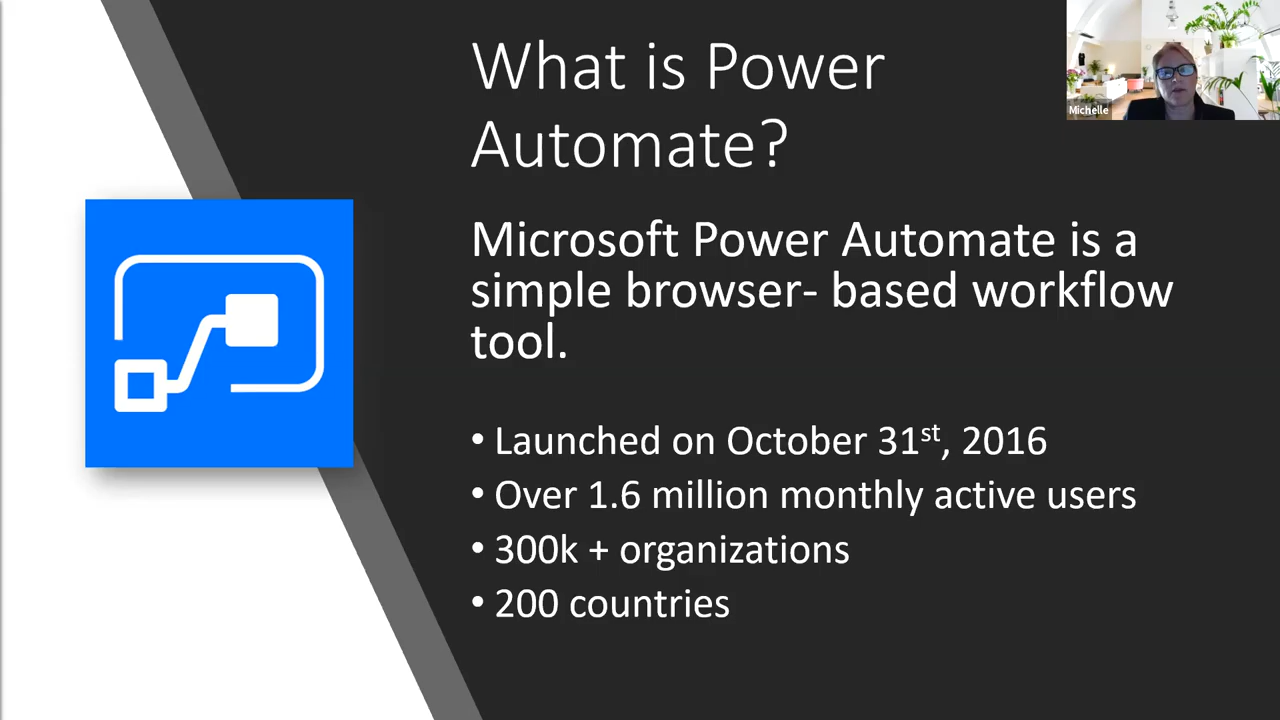 What is Power
Automate?
Michelle
Microsoft Power Automate is a
simple browser- based workflow
tool.
• Launched on October 31st, 2016
• Over 1.6 million monthly active users
• 300k + organizations
• 200 countries